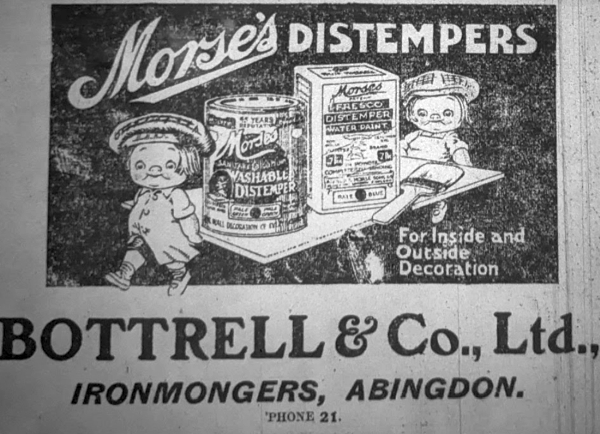 Morse's DISTEMPERS
Morse's
WASHABLE
DISTEMPER
Morse's
FRESCO
DISTEMPER
WATER PAINT
For Inside and
Outside
Decoration
BOTTRELL & Co., Ltd.,
IRONMONGERS, ABINGDON.
'PHONE 21.